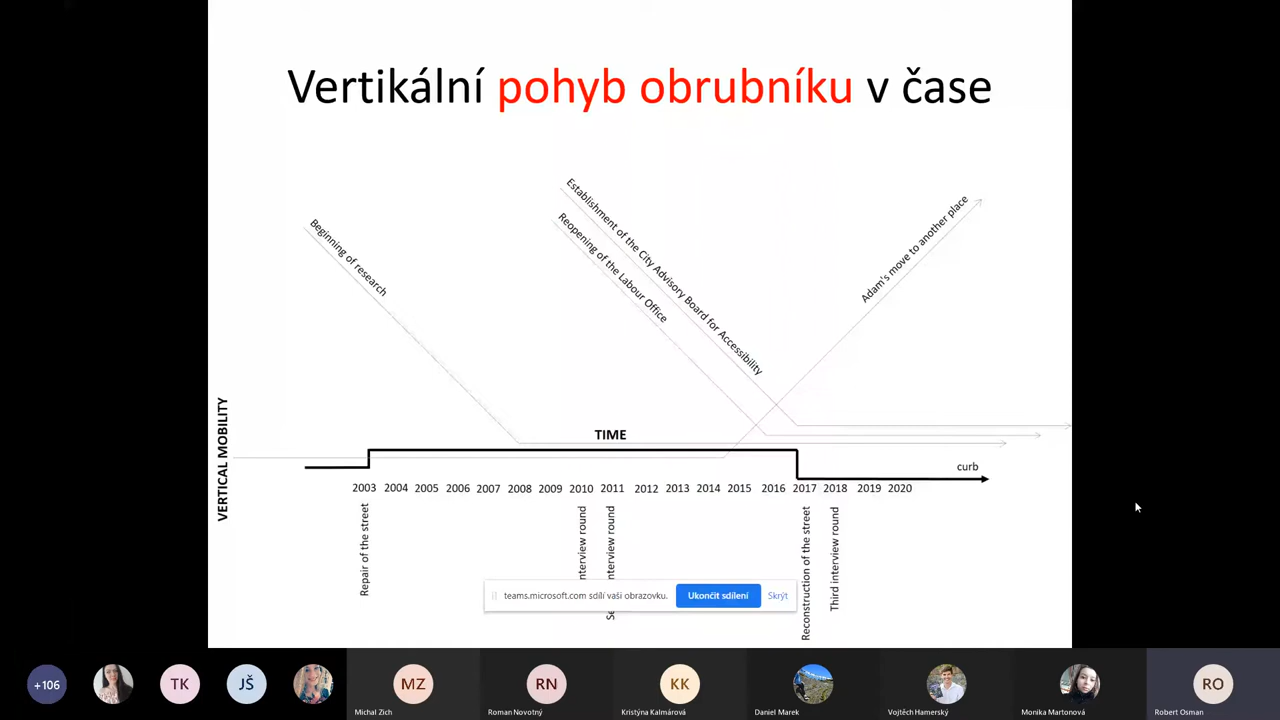 Vertikální pohyb obrubníku v čase
Establishment of the City Advisory Board for Accessibility
Reopening of the Labour Office
Beginning of research
Adam's move to another place
VERTICAL MOBILITY
TIME
curb
2003 2004 2005 2006 2007 2008 2009 2010 2011 2012 2013 2014 2015 2016 2017 2018 2019 2020
Repair of the street
interview round
interview round
Reconstruction of the street
Third interview round
teams.microsoft.com sdílí vaši obrazovku.
Ukončit sdílení
Skrýt
+106
TK
JŠ
MZ
Michal Zich
RN
Roman Novotný
KK
Kristýna Kalmárová
Daniel Marek
Vojtěch Hamerský
Monika Martonová
RO
Robert Osman